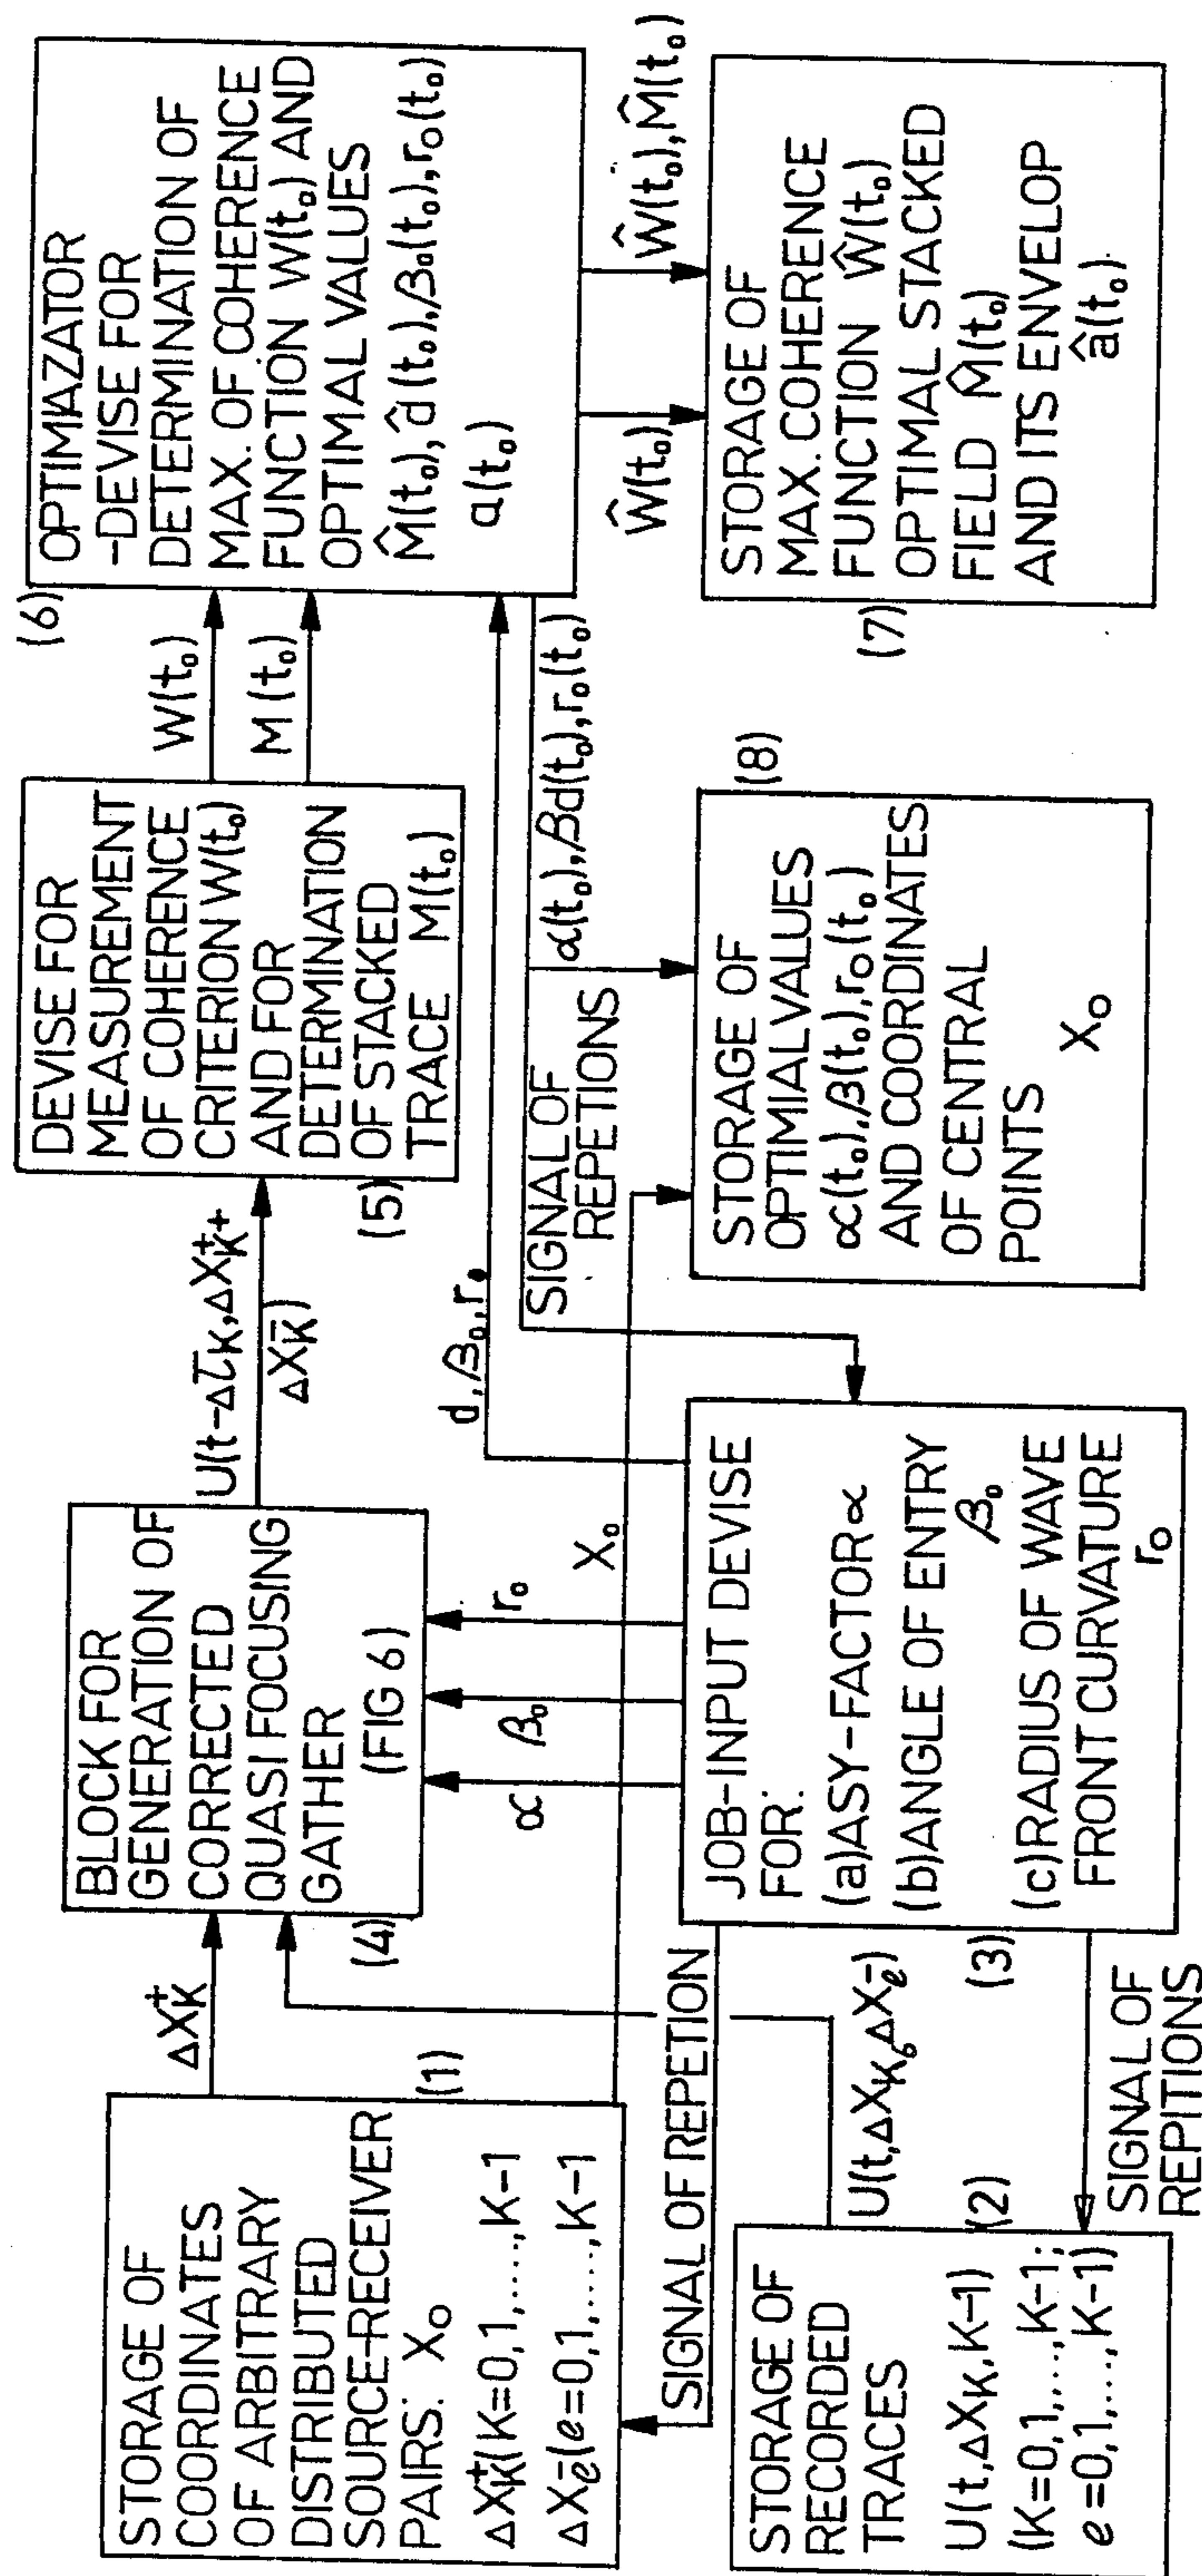 STORAGE OF
COORDINATES
OF ARBITRARY
DISTRIBUTED
SOURCE-RECEIVER
PAIRS: X₀
ΔX⁺K(K=0,1,....,K-1
ΔX⁻e(e=0,1,....,K-1
(1)
ΔX⁺K
BLOCK FOR
GENERATION OF
CORRECTED
QUASI FOCUSING
GATHER
(FIG 6)
(4)
U(t-Δτ̄K,ΔX⁺K+
ΔX⁻K)
DEVISE FOR
MEASUREMENT
OF COHERENCE
CRITERION W(t₀)
AND FOR
DETERMINATION
OF STACKED
TRACE M(t₀)
(5)
W(t₀)
M(t₀)
(6)
OPTIMAZATOR
-DEVISE FOR
DETERMINATION OF
MAX. OF COHERENCE
FUNCTION W(t₀) AND
OPTIMAL VALUES
M̂(t₀), d̂(t₀),β₀(t₀),r₀(t₀)
a(t₀)
SIGNAL OF REPETION
STORAGE OF
RECORDED
TRACES
U(t,ΔXK,K-1)
(K=0,1,...,K-1;
e=0,1,...,K-1)
(2)
U(t,ΔXK₆ΔX⁻e)
SIGNAL OF
REPITIONS
JOB-INPUT DEVISE
FOR:
(a)ASY-FACTOR ∝
(b)ANGLE OF ENTRY
β₀
(c)RADIUS OF WAVE
FRONT CURVATURE
r₀
(3)
∝
β₀
r₀
X₀
d,β₀,r₀
SIGNAL OF
REPETIONS
∝(t₀),βd(t₀),r₀(t₀)
STORAGE OF
OPTIMIAL VALUES
∝(t₀),β(t₀),r₀(t₀)
AND COORDINATES
OF CENTRAL
POINTS
X₀
(8)
Ŵ(t₀)
Ŵ(t₀),M̂(t₀)
STORAGE OF
MAX. COHERENCE
FUNCTION Ŵ(t₀)
OPTIMAL STACKED
FIELD M̂(t₀)
AND ITS ENVELOP
â(t₀).
(7)